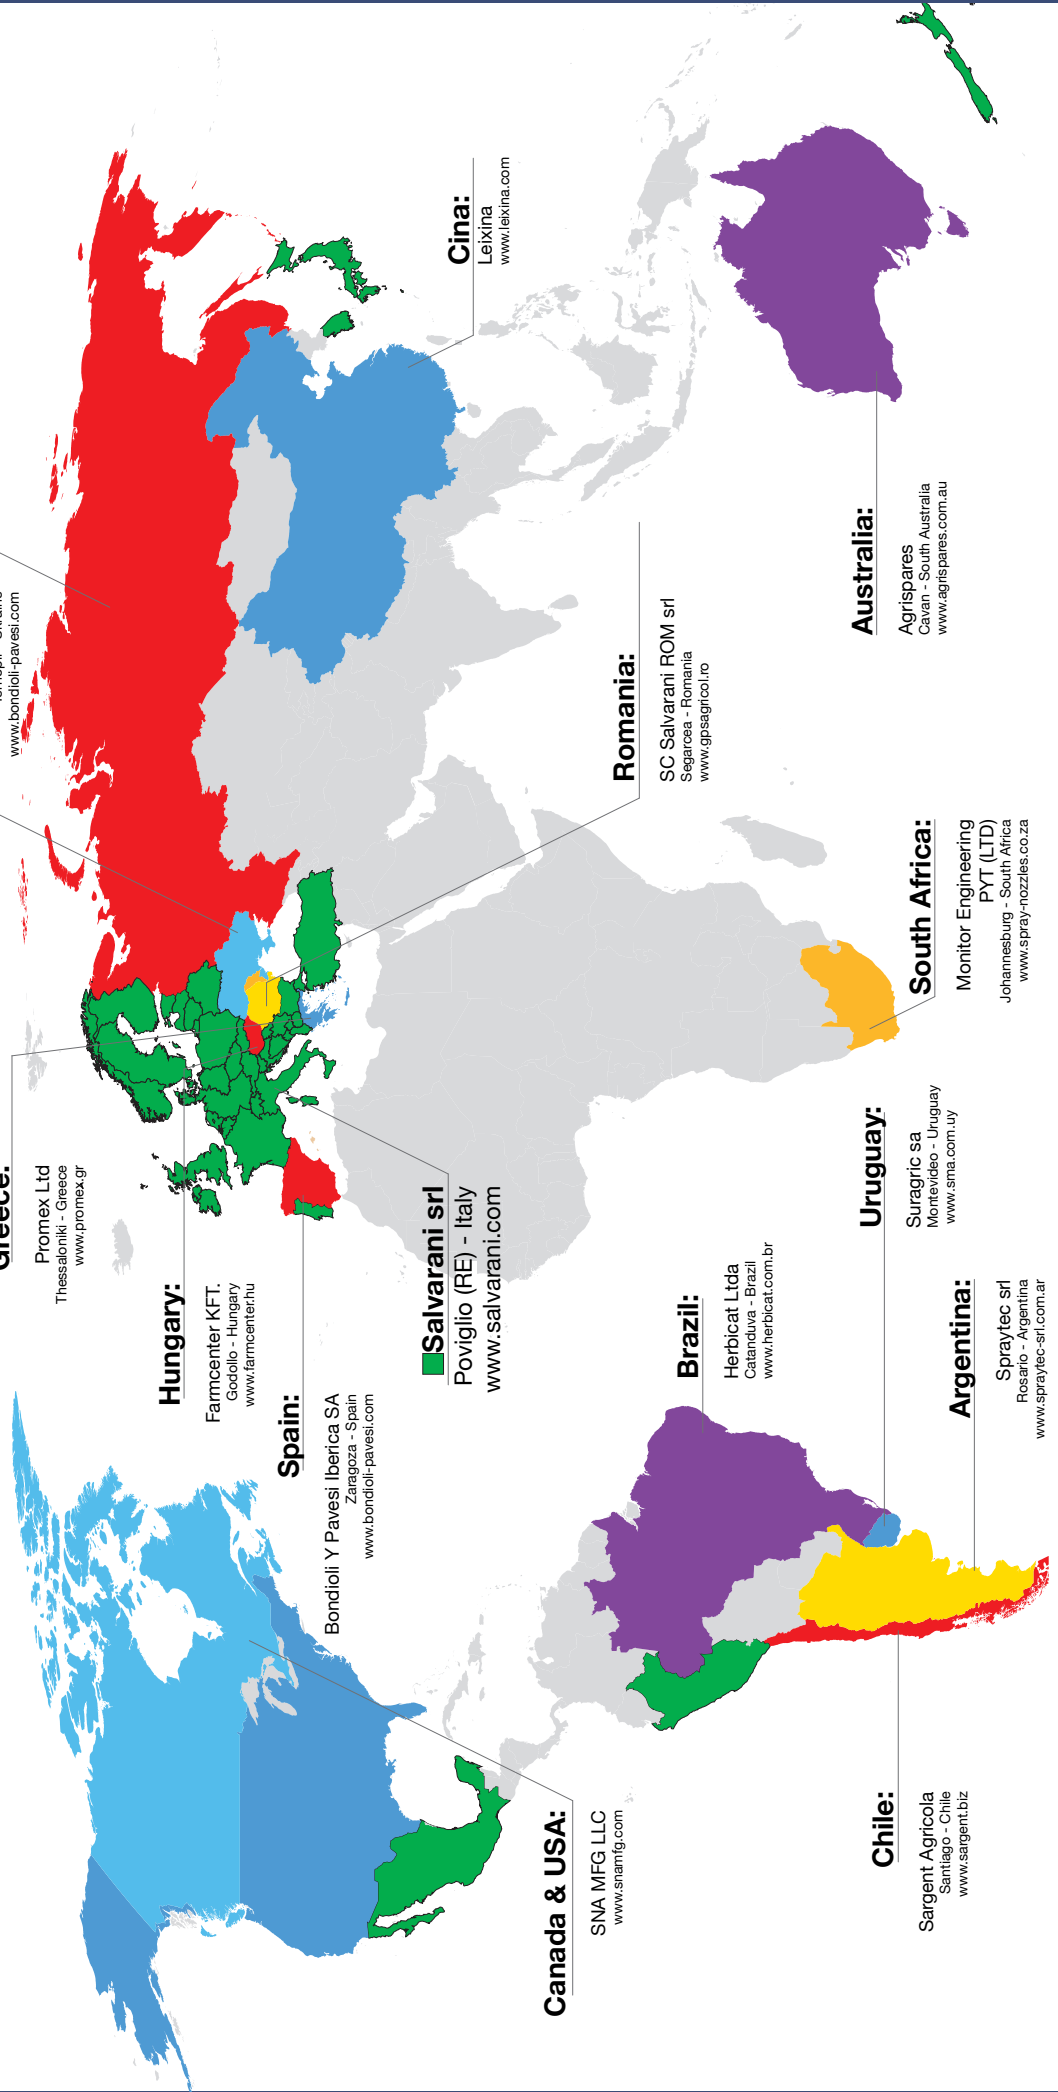 www.bondioli-pavesi.com
Greece:
Promex Ltd
Thessaloniki - Greece
www.promex.gr
Hungary:
Farmcenter KFT.
Godollo - Hungary
www.farmcenter.hu
Spain:
Bondioli Y Pavesi Iberica SA
Zaragoza - Spain
www.bondioli-pavesi.com
Salvarani srl
Poviglio (RE) - Italy
www.salvarani.com
Cina:
Leixina
www.leixina.com
Romania:
SC Salvarani ROM srl
Segarcea - Romania
www.gpsagricol.ro
Canada & USA:
SNA MFG LLC
www.snamfg.com
Brazil:
Herbicat Ltda
Catanduva - Brazil
www.herbicat.com.br
Uruguay:
Suragric sa
Montevideo - Uruguay
www.sma.com.uy
Argentina:
Spraytec srl
Rosario - Argentina
www.spraytec-srl.com.ar
Chile:
Sargent Agricola
Santiago - Chile
www.sargent.biz
South Africa:
Monitor Engineering
PYT (LTD)
Johannesburg - South Africa
www.spray-nozzles.co.za
Australia:
Agrispares
Cavan - South Australia
www.agrispares.com.au